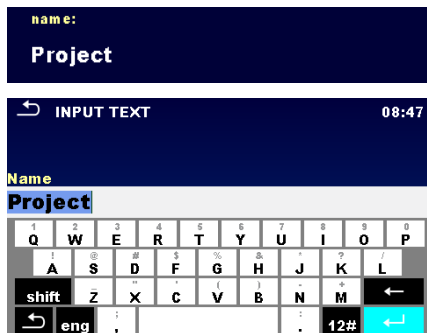 name:
Project
INPUT TEXT 08:47
Name
Project
1 2 3 4 5 6 7 8 9 0
Q W E R T Y U I O P
! @ # $ % & * ? /
A S D F G H J K L
- " ' ( ) +
shift Z X C V B N M
eng ; , : . 12#